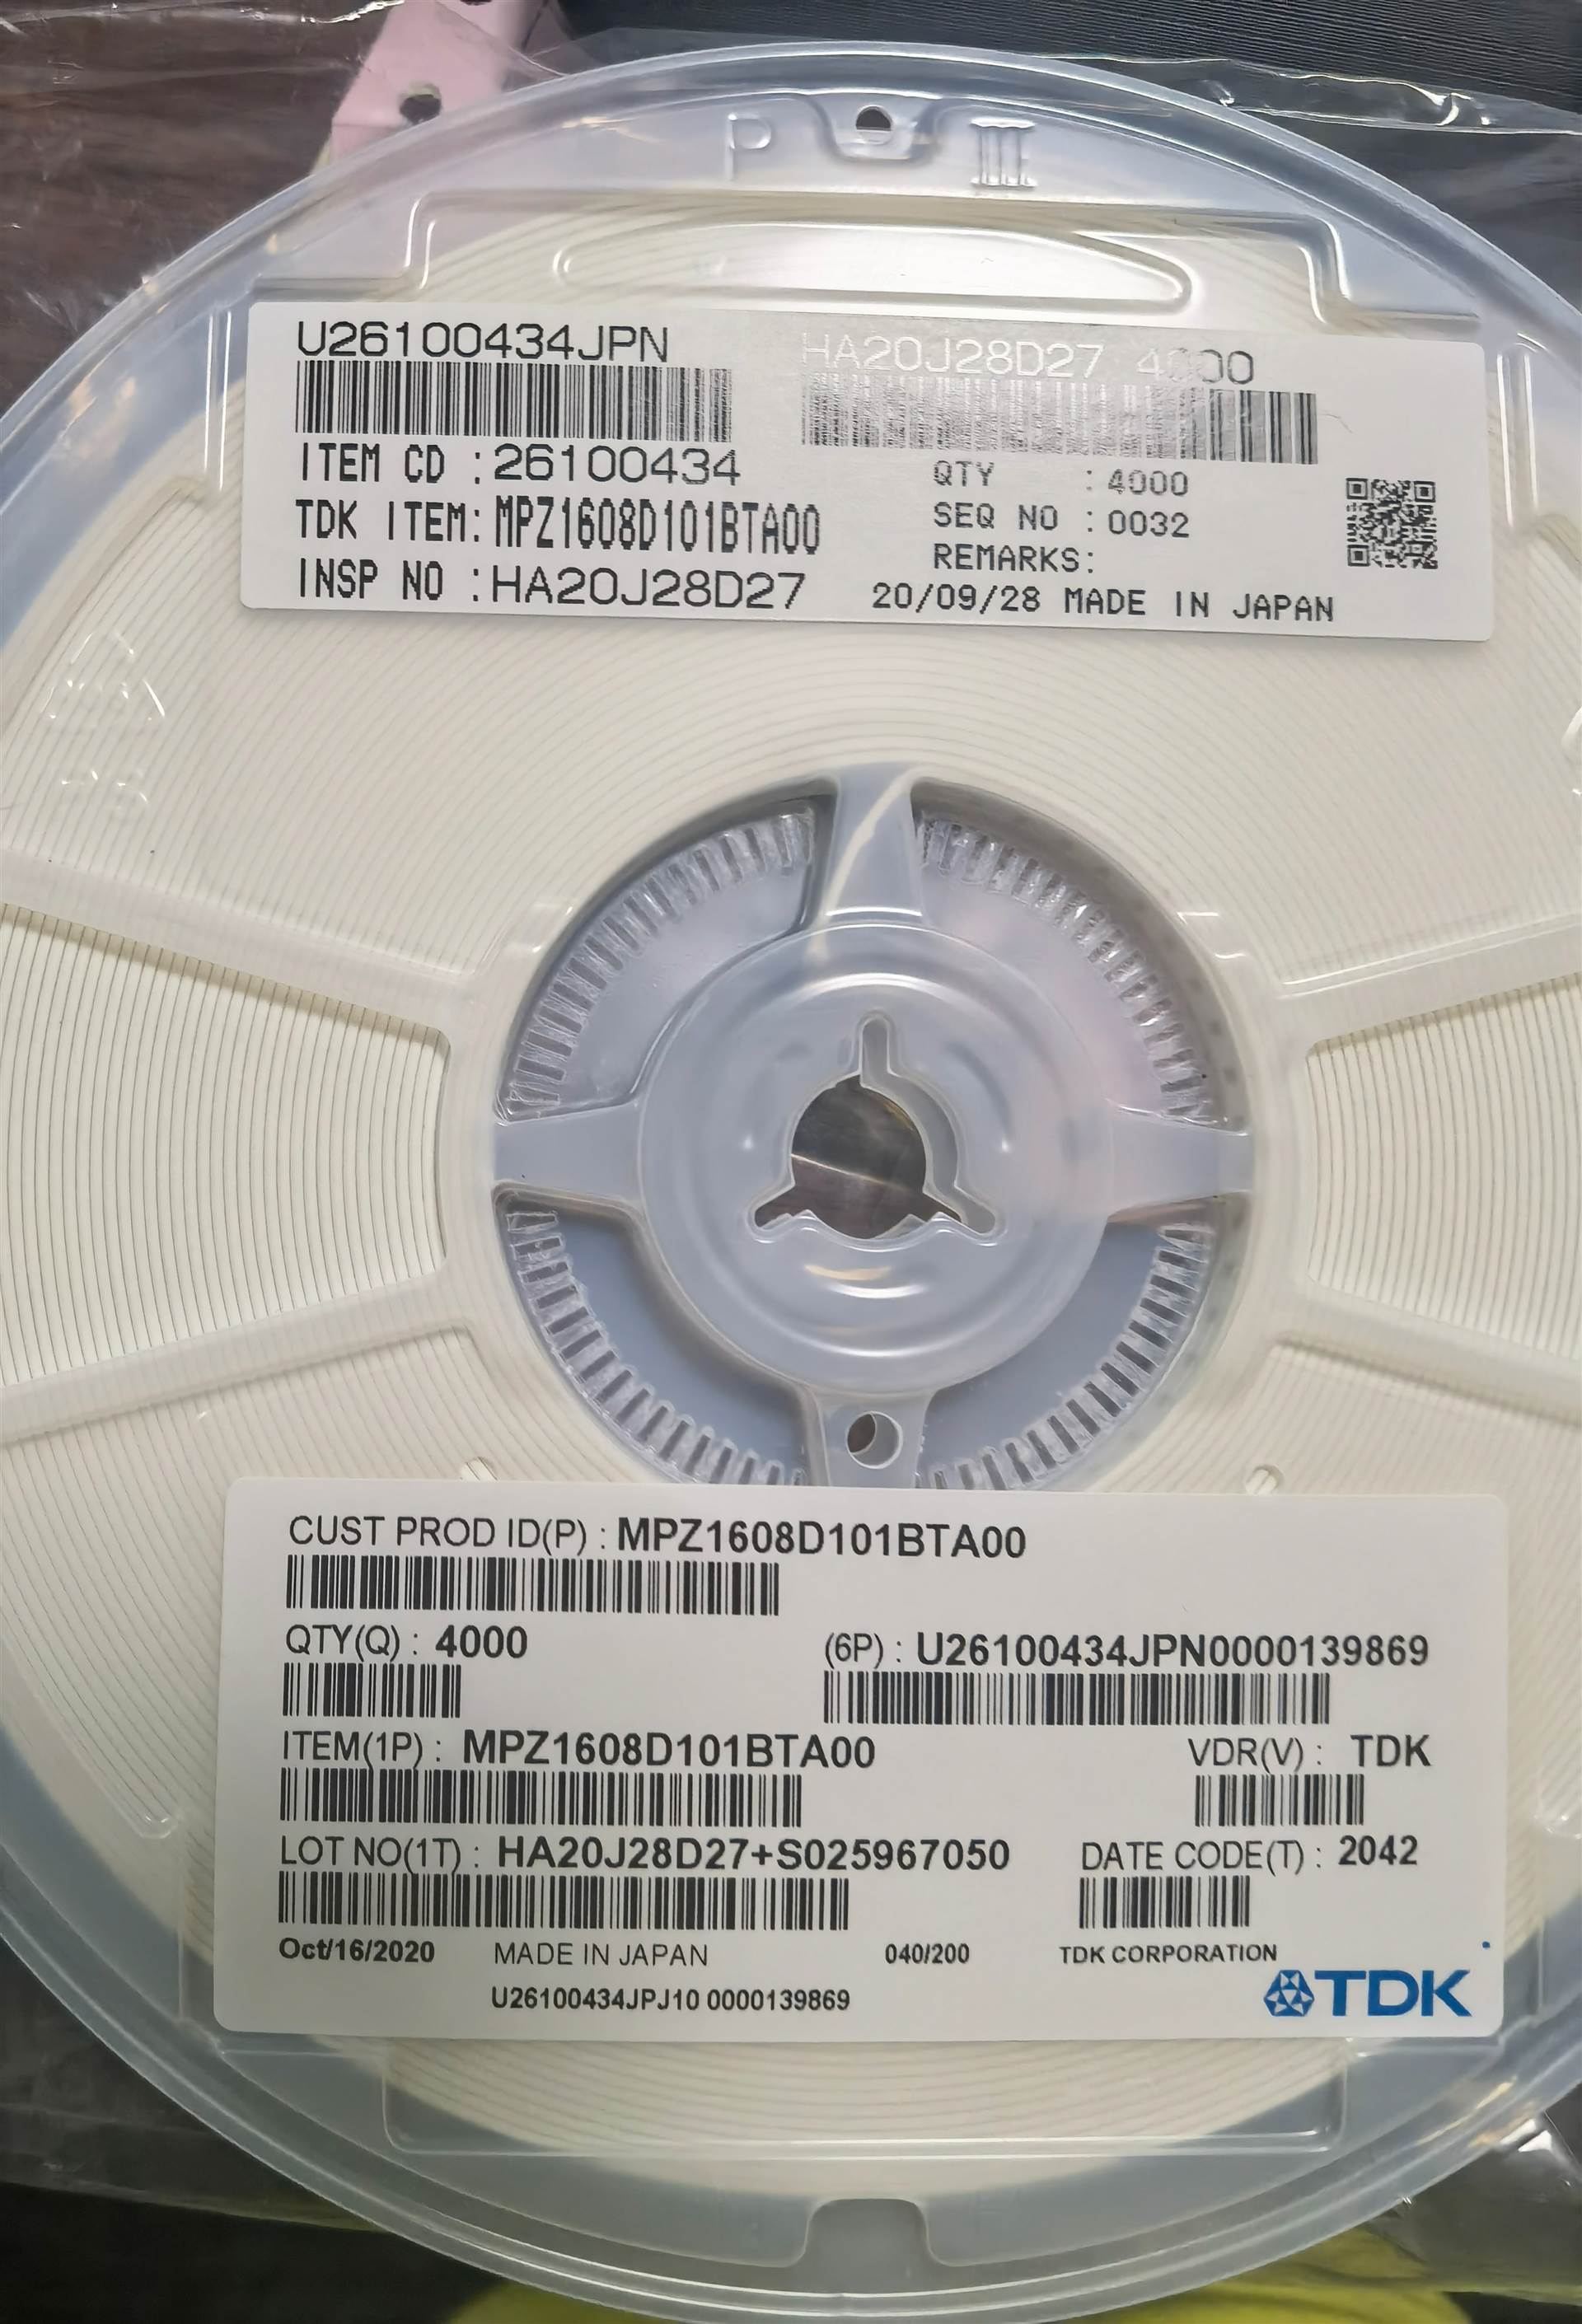 P III
U26100434JPN
HA20J28D27 4000
ITEM CD :26100434
QTY :4000
TDK ITEM:MPZ1608D101BTA00
SEQ NO :0032
REMARKS:
INSP NO :HA20J28D27
20/09/28 MADE IN JAPAN
CUST PROD ID(P) : MPZ1608D101BTA00
QTY(Q) : 4000
(6P) : U26100434JPN0000139869
ITEM(1P) : MPZ1608D101BTA00
VDR(V) : TDK
LOT NO(1T) : HA20J28D27+S025967050
DATE CODE(T) : 2042
Oct/16/2020 MADE IN JAPAN 040/200 TDK CORPORATION
U26100434JPJ10 0000139869
TDK